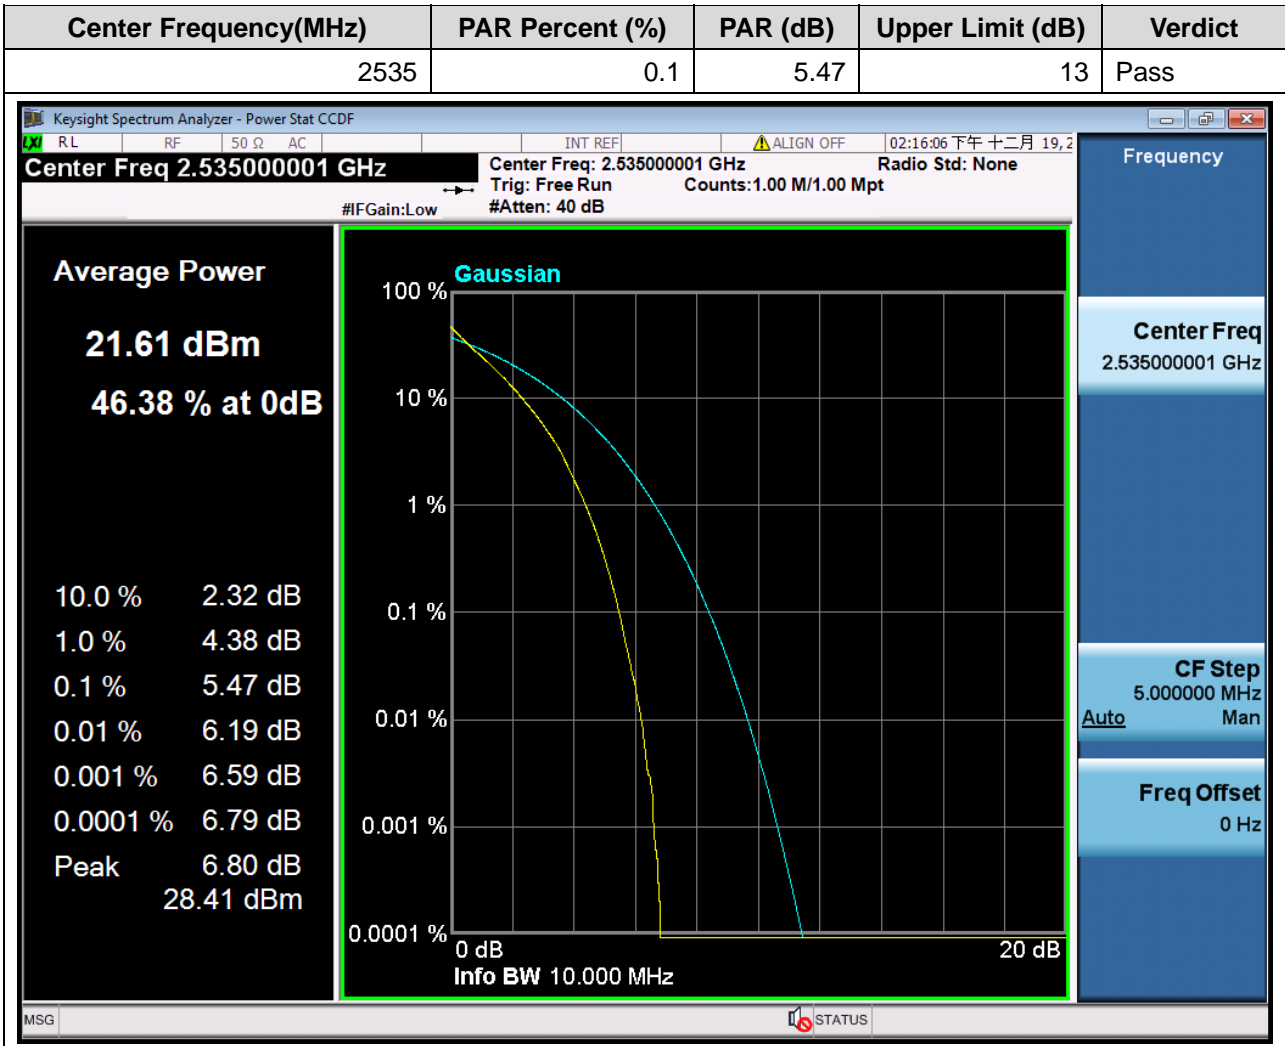 Center Frequency(MHz) PAR Percent (%) PAR (dB) Upper Limit (dB) Verdict
2535 0.1 5.47 13 Pass
Keysight Spectrum Analyzer - Power Stat CCDF
LXI RL RF 50 Ω AC INT REF ALIGN OFF 02:16:06 下午 十二月 19, 2
Center Freq 2.535000001 GHz
Center Freq: 2.535000001 GHz Radio Std: None
Trig: Free Run Counts:1.00 M/1.00 Mpt
#IFGain:Low #Atten: 40 dB
Average Power
21.61 dBm
46.38 % at 0dB
10.0 % 2.32 dB
1.0 % 4.38 dB
0.1 % 5.47 dB
0.01 % 6.19 dB
0.001 % 6.59 dB
0.0001 % 6.79 dB
Peak 6.80 dB
28.41 dBm
Gaussian
100 %
10 %
1 %
0.1 %
0.01 %
0.001 %
0.0001 %
0 dB 20 dB
Info BW 10.000 MHz
Frequency
Center Freq
2.535000001 GHz
CF Step
5.000000 MHz
Auto Man
Freq Offset
0 Hz
MSG STATUS